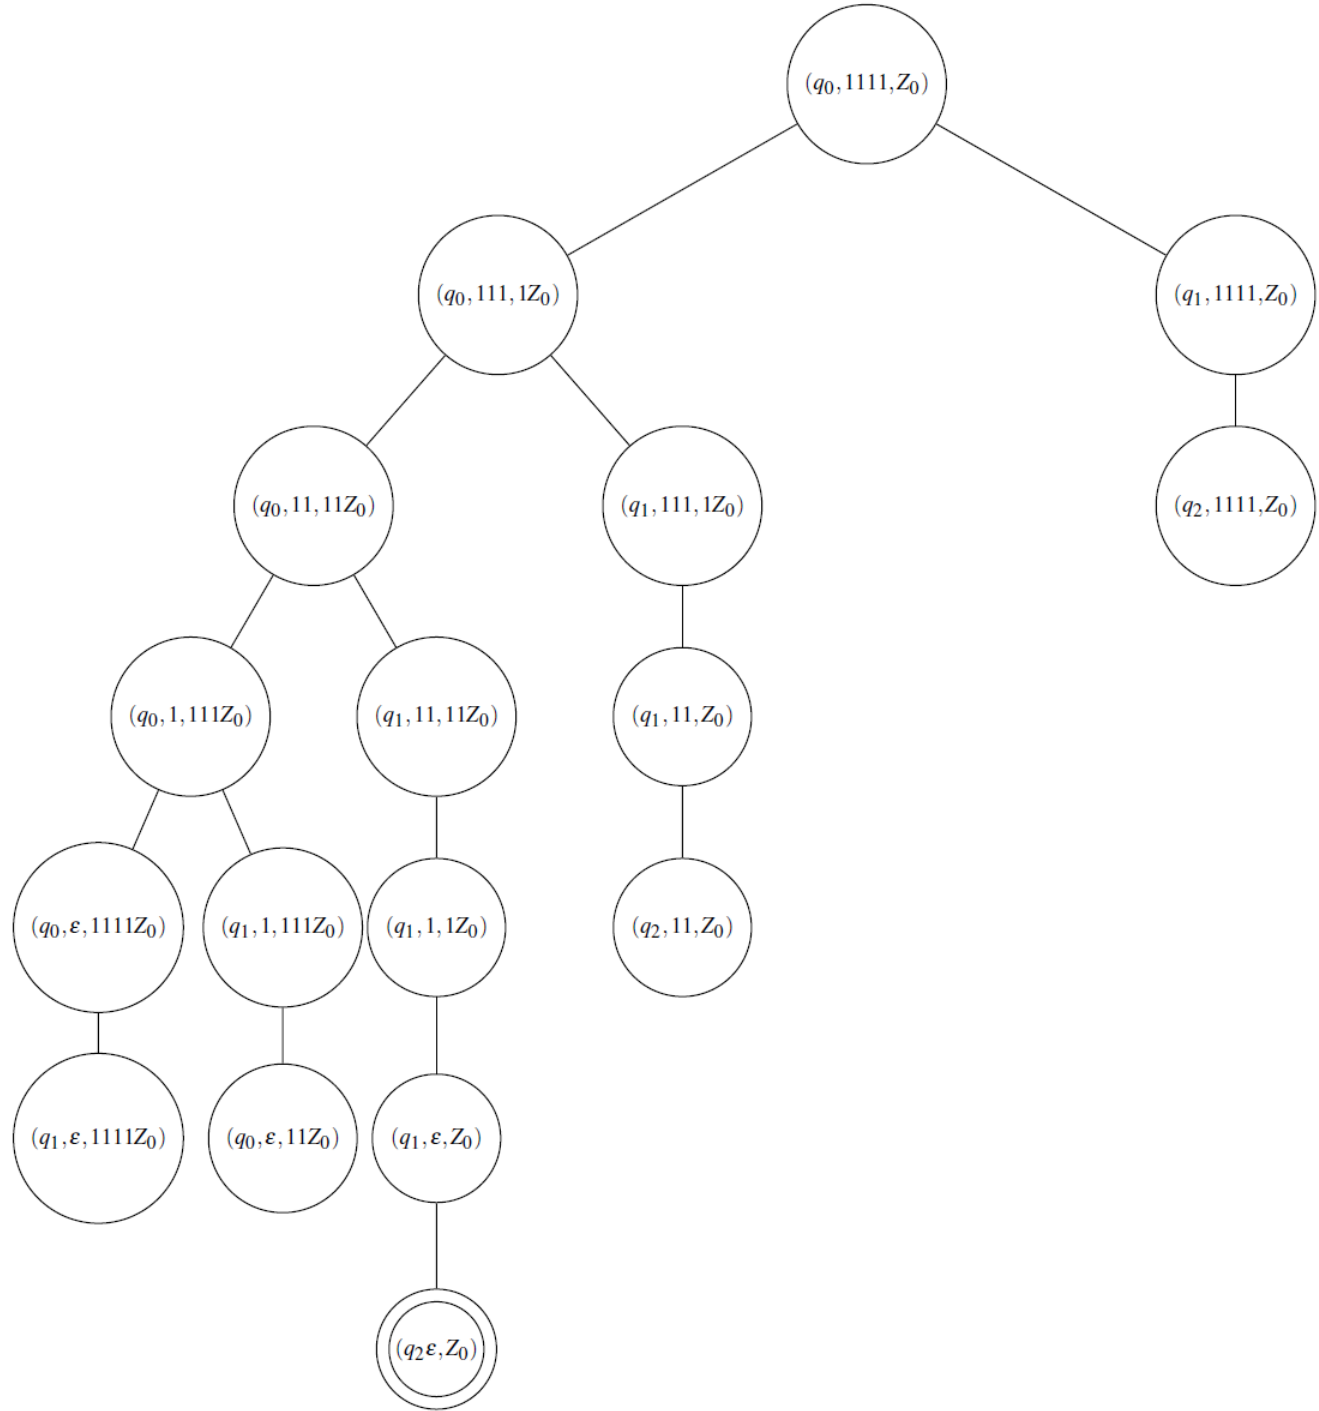 (q₀,1111,Z₀)
(q₀,111,1Z₀)
(q₁,1111,Z₀)
(q₀,11,11Z₀)
(q₁,111,1Z₀)
(q₂,1111,Z₀)
(q₀,1,111Z₀)
(q₁,11,11Z₀)
(q₁,11,Z₀)
(q₀,ε,1111Z₀)
(q₁,1,111Z₀)
(q₁,1,1Z₀)
(q₂,11,Z₀)
(q₁,ε,1111Z₀)
(q₀,ε,11Z₀)
(q₁,ε,Z₀)
(q₂ε,Z₀)